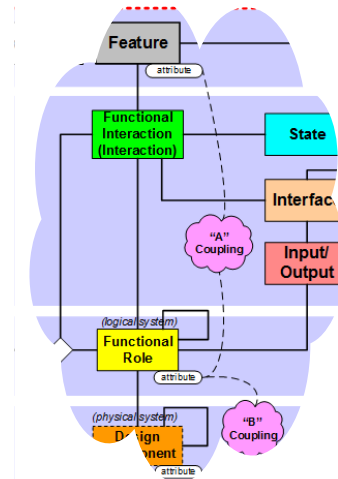 Feature
attribute
Functional
Interaction
(Interaction)
State
Interfac
"A"
Coupling
Input/
Output
(logical system)
Functional
Role
attribute
(physical system)
"B"
Coupling
attribute